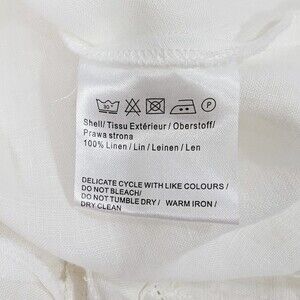 30°
P
Shell/Tissu Extérieur/Oberstoff/
Prawa strona
100% Linen/Lin/Leinen/Len
DELICATE CYCLE WITH LIKE COLOURS/
DO NOT BLEACH/
DO NOT TUMBLE DRY/ WARM IRON/
DRY CLEAN